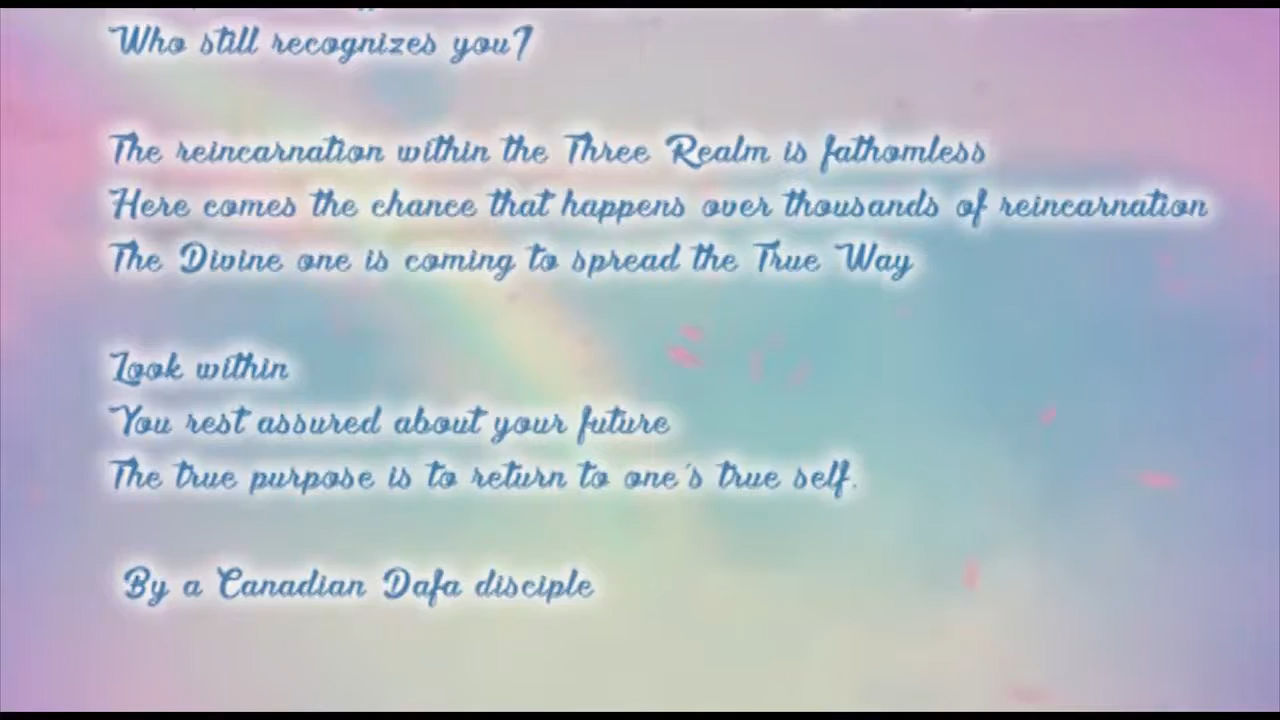 Who still recognizes you?
The reincarnation within the Three Realm is fathomless
Here comes the chance that happens over thousands of reincarnation
The Divine one is coming to spread the True Way
Look within
You rest assured about your future
The true purpose is to return to one's true self.
By a Canadian Dafa disciple